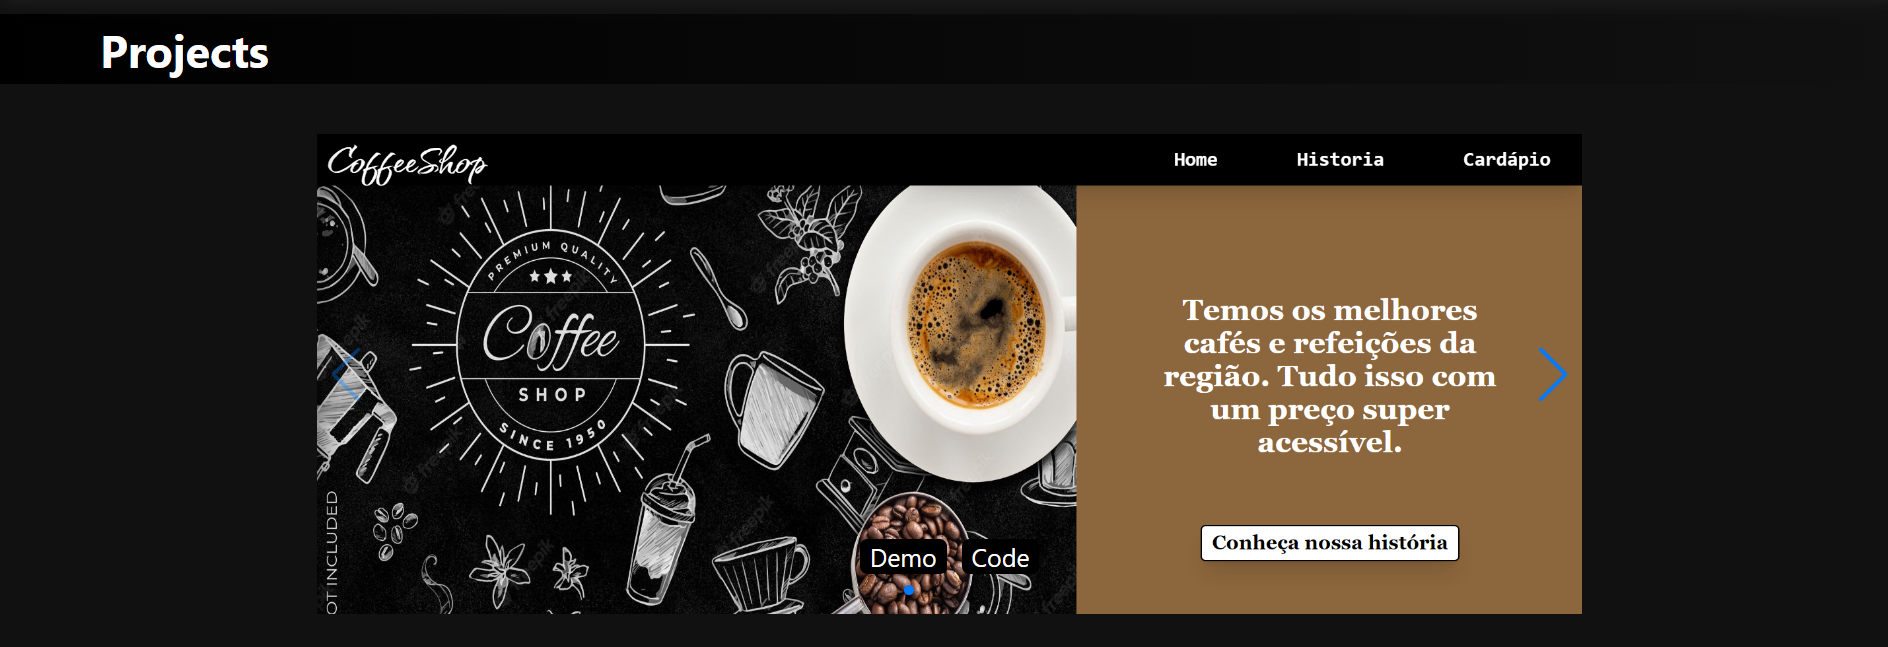 Projects
CoffeeShop
Home
Historia
Cardápio
PREMIUM QUALITY
Coffee
SHOP
SINCE 1950
Temos os melhores
cafés e refeições da
região. Tudo isso com
um preço super
acessível.
Conheça nossa história
OT INCLUDED
Demo
Code